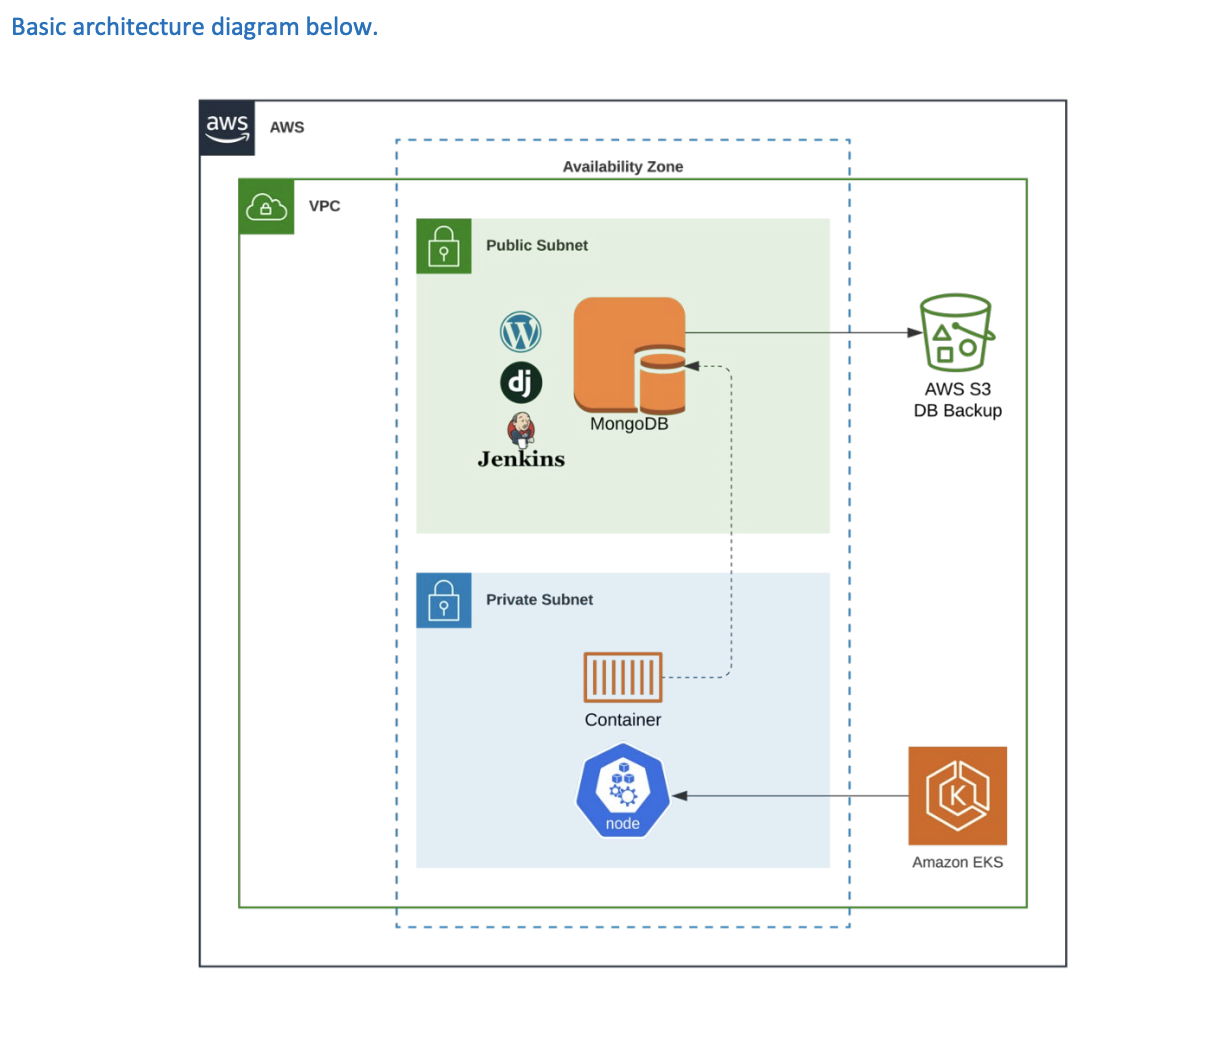 Basic architecture diagram below.
aws
AWS
Availability Zone
VPC
Public Subnet
W
dj
Jenkins
MongoDB
AWS S3
DB Backup
Private Subnet
Container
node
K
Amazon EKS